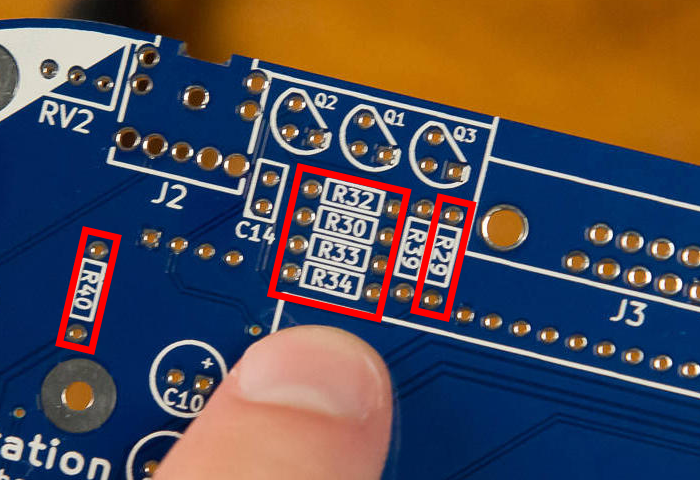 Q2
Q1
Q3
RV2
J2
C14
R32
R30
R33
R34
R39
R29
R40
J3
+
C10
ation